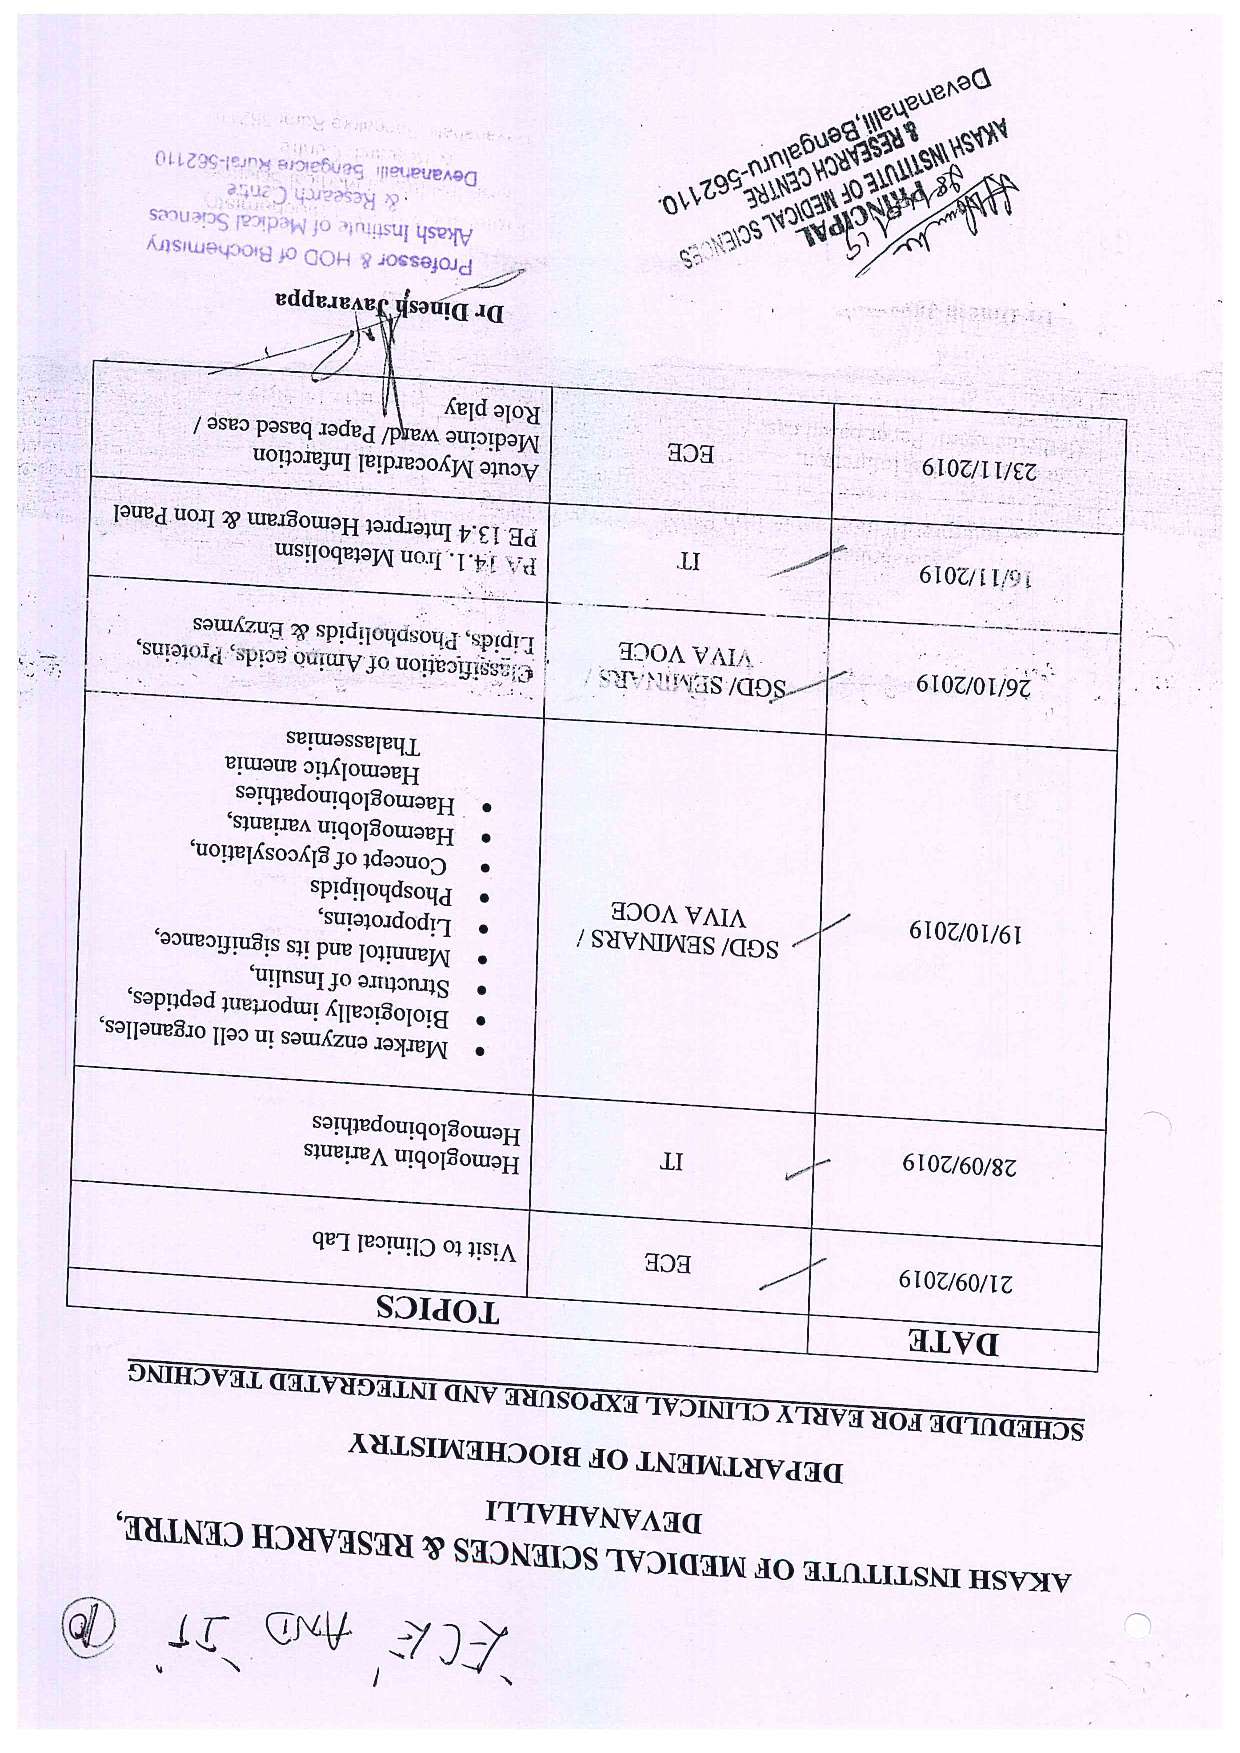 "ECE" AND "IT"
AKASH INSTITUTE OF MEDICAL SCIENCES & RESEARCH CENTRE,
DEVANAHALLI
DEPARTMENT OF BIOCHEMISTRY
SCHEDULDE FOR EARLY CLINICAL EXPOSURE AND INTEGRATED TEACHING
DATE TOPICS
21/09/2019 ECE Visit to Clinical Lab
28/09/2019 IT Hemoglobin Variants
Hemoglobinopathies
19/10/2019 SGD/ SEMINARS /
VIVA VOCE
• Marker enzymes in cell organelles,
• Biologically important peptides,
• Structure of Insulin,
• Mannitol and its significance,
• Lipoproteins,
• Phospholipids
• Concept of glycosylation,
• Haemoglobin variants,
• Haemoglobinopathies
Haemolytic anemia
Thalassemias
26/10/2019 SGD/ SEMINARS /
VIVA VOCE
Classification of Amino acids, Proteins,
Lipids, Phospholipids & Enzymes
16/11/2019 IT PA 14.1. Iron Metabolism
PE 13.4 Interpret Hemogram & Iron Panel
23/11/2019 ECE Acute Myocardial Infarction
Medicine ward/ Paper based case /
Role play
Dr Dinesh Javarappa
Professor & HOD of Biochemistry
Akash Institute of Medical Sciences
& Research Centre
Devanahalli Bengalore Rural-562110
PRINCIPAL
AKASH INSTITUTE OF MEDICAL SCIENCES
& RESEARCH CENTRE
Devanahalli, Bengaluru-562110.